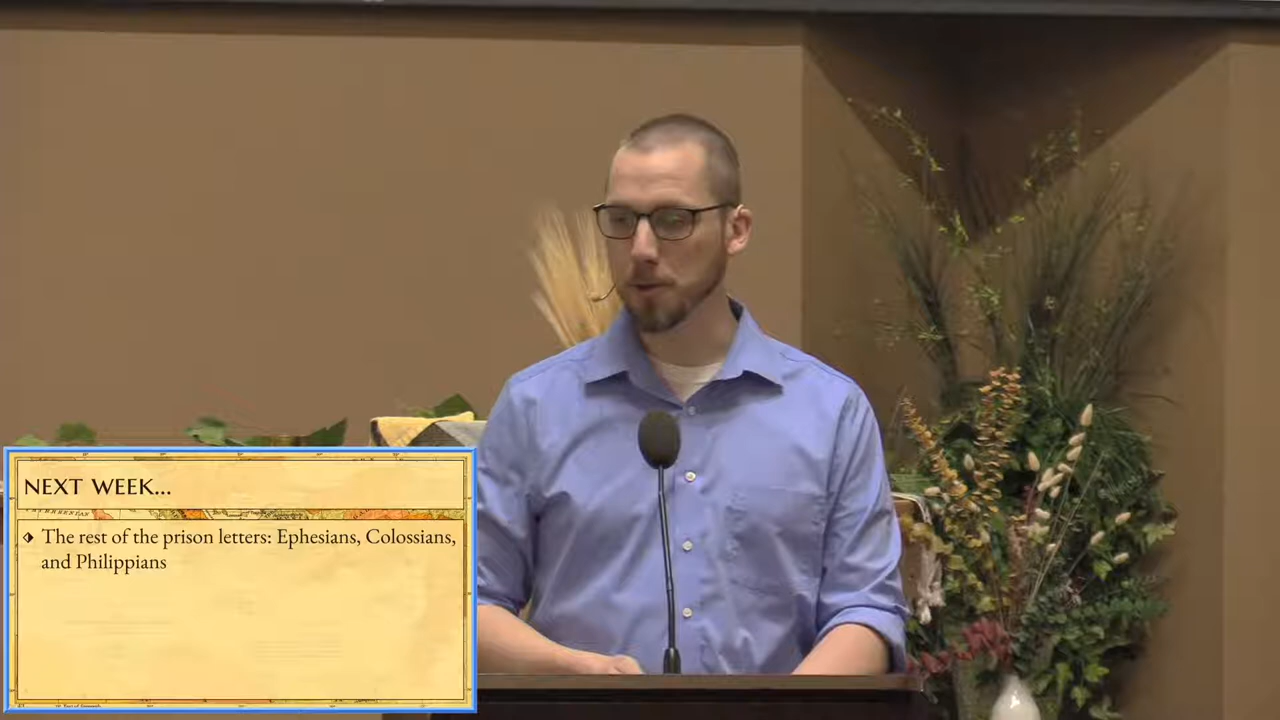 NEXT WEEK...
The rest of the prison letters: Ephesians, Colossians,
and Philippians